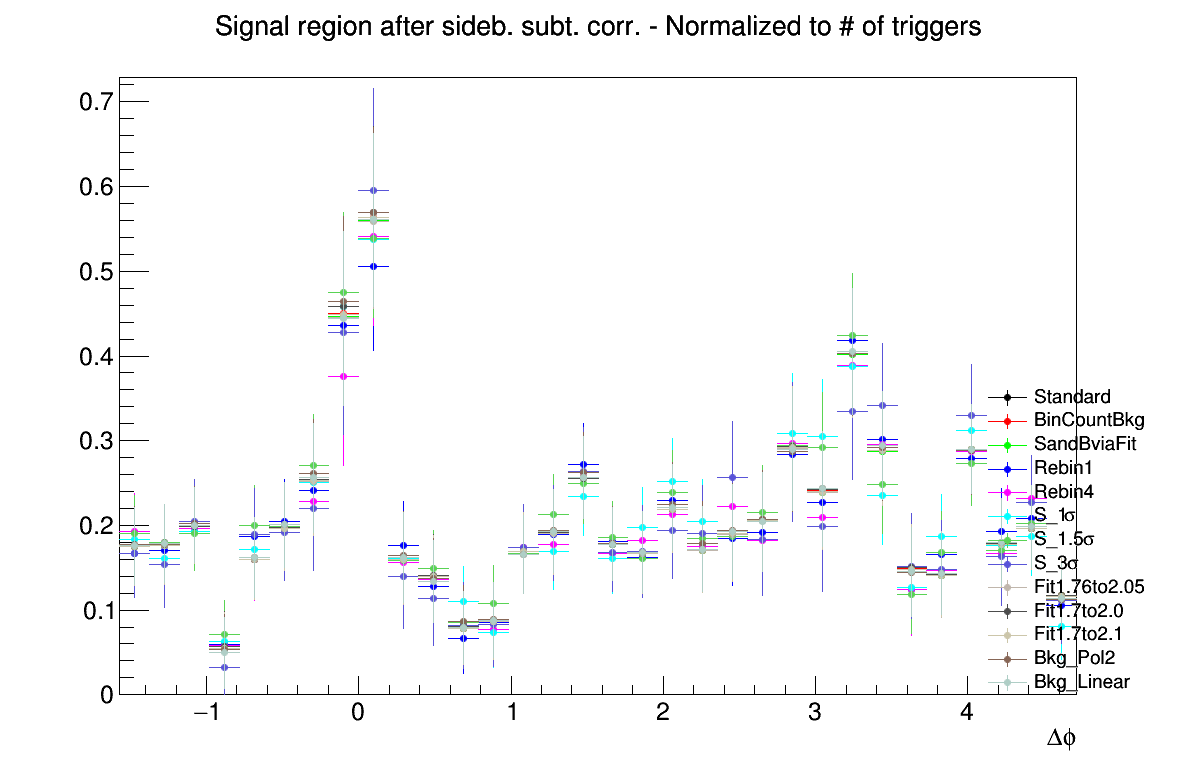 Signal region after sideb. subt. corr. - Normalized to # of triggers
0.7
0.6
0.5
0.4
0.3
0.2
0.1
0
−1 0 1 2 3 4
Δϕ
Standard
BinCountBkg
SandBviaFit
Rebin1
Rebin4
S_1σ
S_1.5σ
S_3σ
Fit1.76to2.05
Fit1.7to2.0
Fit1.7to2.1
Bkg_Pol2
Bkg_Linear